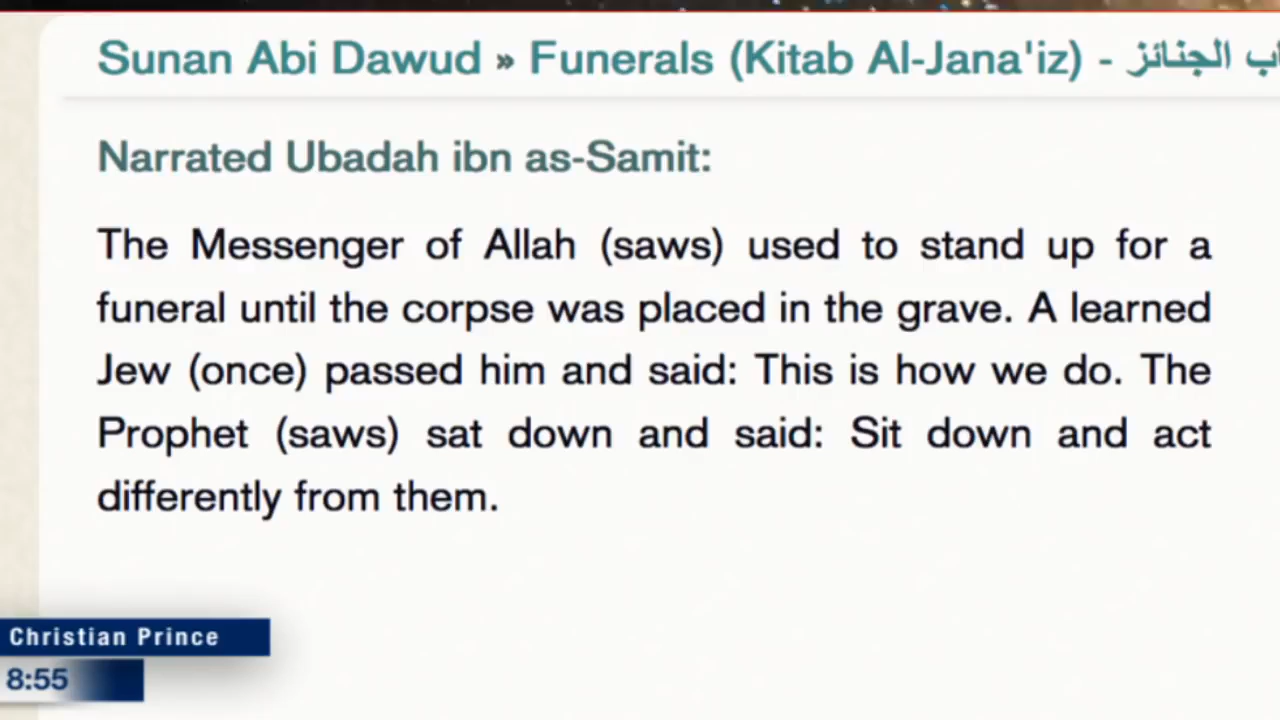 Sunan Abi Dawud » Funerals (Kitab Al-Jana'iz) - الجنائز
Narrated Ubadah ibn as-Samit:
The Messenger of Allah (saws) used to stand up for a
funeral until the corpse was placed in the grave. A learned
Jew (once) passed him and said: This is how we do. The
Prophet (saws) sat down and said: Sit down and act
differently from them.
Christian Prince
8:55